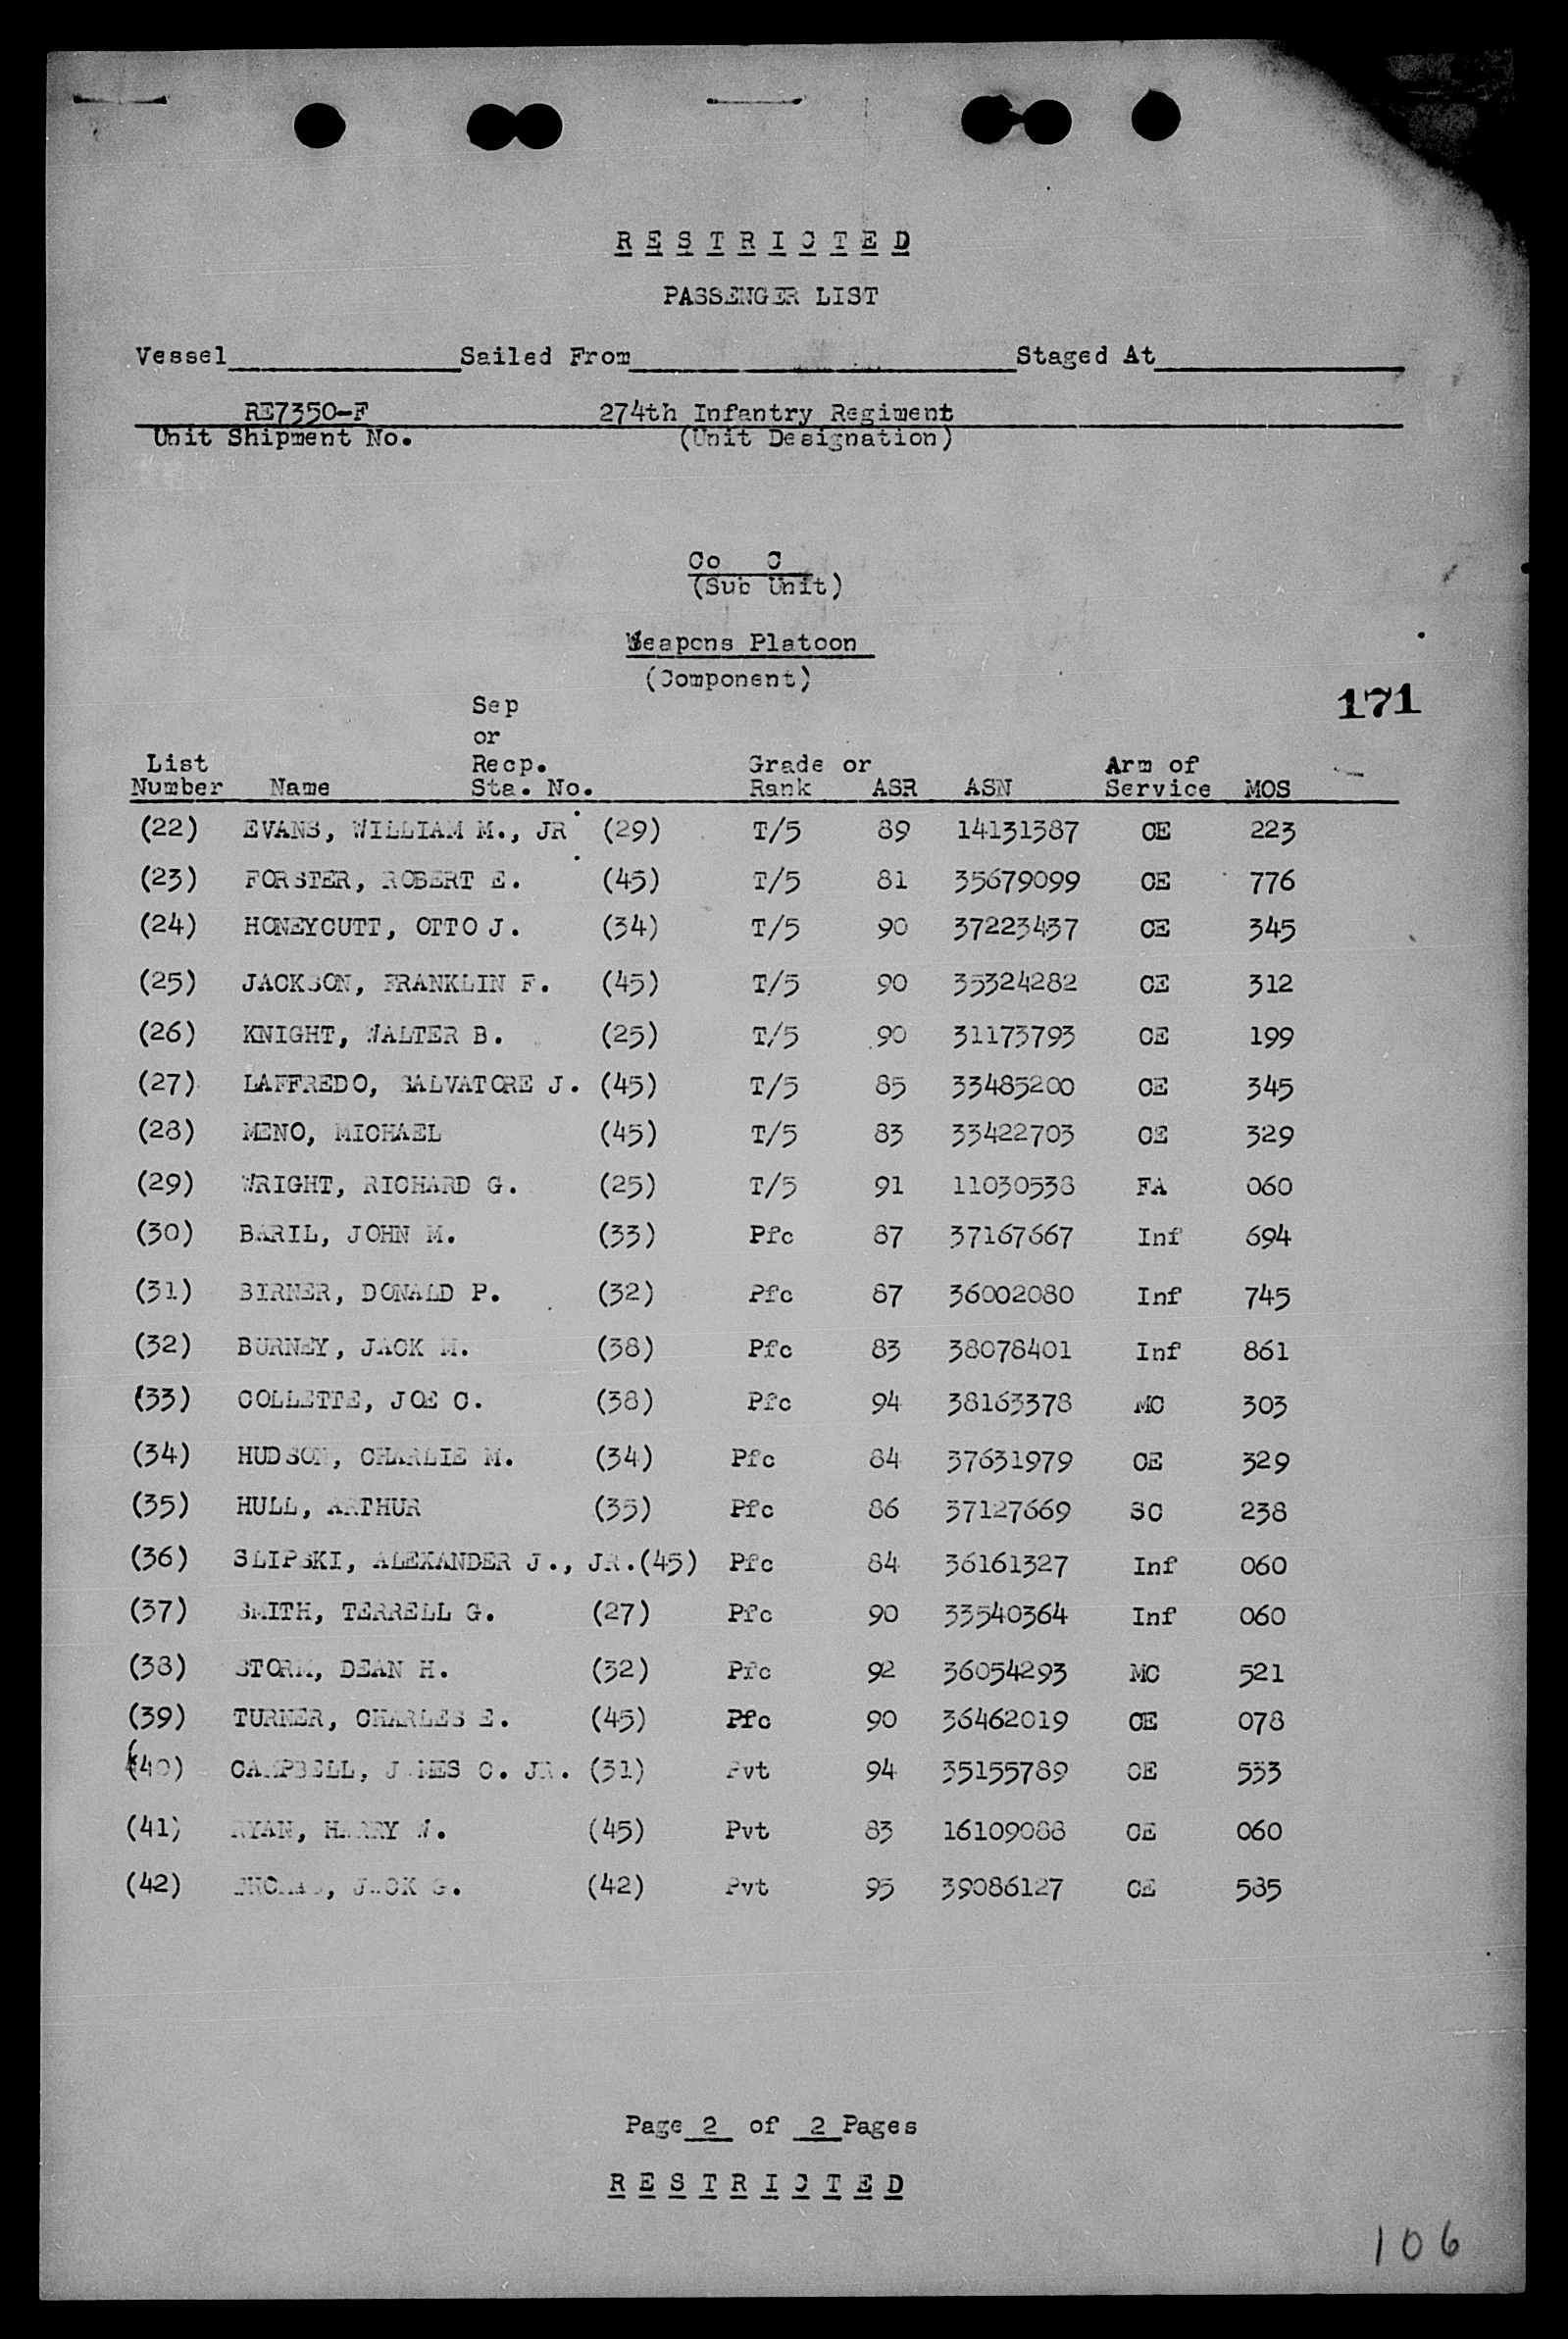 RESTRICTED
PASSENGER LIST
Vessel Sailed From Staged At
RE7350-F 274th Infantry Regiment
Unit Shipment No. (Unit Designation)
Co C
(Sub Unit)
Weapons Platoon
(Component)
171
Sep
or
List Recp. Grade or Arm of
Number Name Sta. No. Rank ASR ASN Service MOS
(22) EVANS, WILLIAM M., JR (29) T/5 89 14131387 CE 223
(23) FORSTER, ROBERT E. (45) T/5 81 35679099 CE 776
(24) HONEYCUTT, OTTO J. (34) T/5 90 37223437 CE 345
(25) JACKSON, FRANKLIN F. (45) T/5 90 35324282 CE 312
(26) KNIGHT, WALTER B. (25) T/5 90 31173793 CE 199
(27) LAFFREDO, SALVATORE J. (45) T/5 85 33485200 CE 345
(28) MENO, MICHAEL (45) T/5 83 33422703 CE 329
(29) WRIGHT, RICHARD G. (25) T/5 91 11030538 FA 060
(30) BARIL, JOHN M. (33) Pfc 87 37167667 Inf 694
(31) BIRNER, DONALD P. (32) Pfc 87 36002080 Inf 745
(32) BURNEY, JACK M. (38) Pfc 83 38078401 Inf 861
(33) COLLETTE, JOE C. (38) Pfc 94 38163378 MC 303
(34) HUDSON, CHARLIE M. (34) Pfc 84 37631979 CE 329
(35) HULL, ARTHUR (35) Pfc 86 37127669 SC 238
(36) SLIPSKI, ALEXANDER J., JR. (45) Pfc 84 36161327 Inf 060
(37) SMITH, TERRELL G. (27) Pfc 90 33540364 Inf 060
(38) STORM, DEAN H. (32) Pfc 92 36054293 MC 521
(39) TURNER, CHARLES E. (45) Pfc 90 36462019 CE 078
(40) CAMPBELL, JAMES C. JR. (31) Pvt 94 35155789 CE 533
(41) RYAN, HARRY W. (45) Pvt 83 16109088 CE 060
(42) THOMAS, JACK G. (42) Pvt 95 39086127 CE 585
Page 2 of 2 Pages
RESTRICTED
106